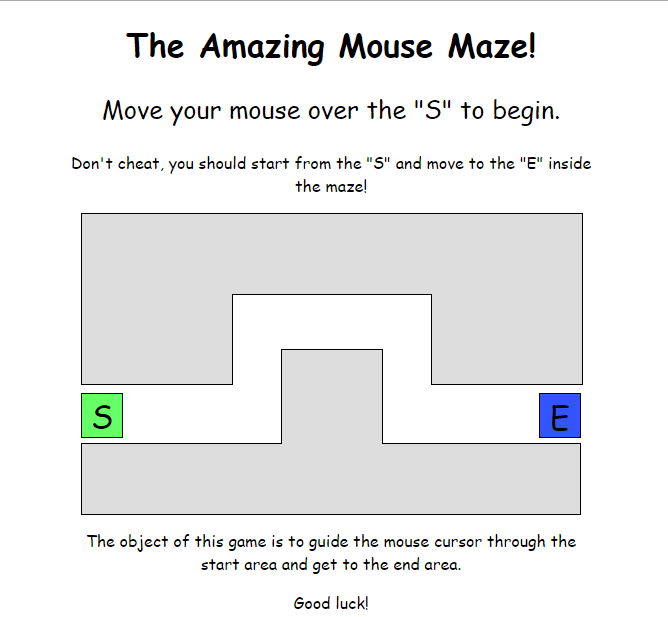 The Amazing Mouse Maze!
Move your mouse over the "S" to begin.
Don't cheat, you should start from the "S" and move to the "E" inside
the maze!
S
E
The object of this game is to guide the mouse cursor through the
start area and get to the end area.
Good luck!